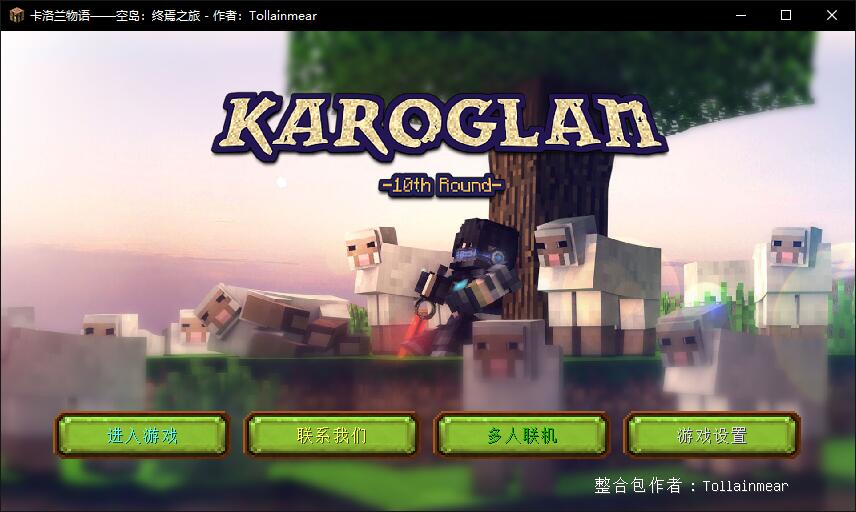 卡洛兰物语——空岛：终焉之旅 - 作者：Tollainmear
KAROGLAN
-10th Round-
进入游戏 联系我们 多人联机 游戏设置
整合包作者：Tollainmear